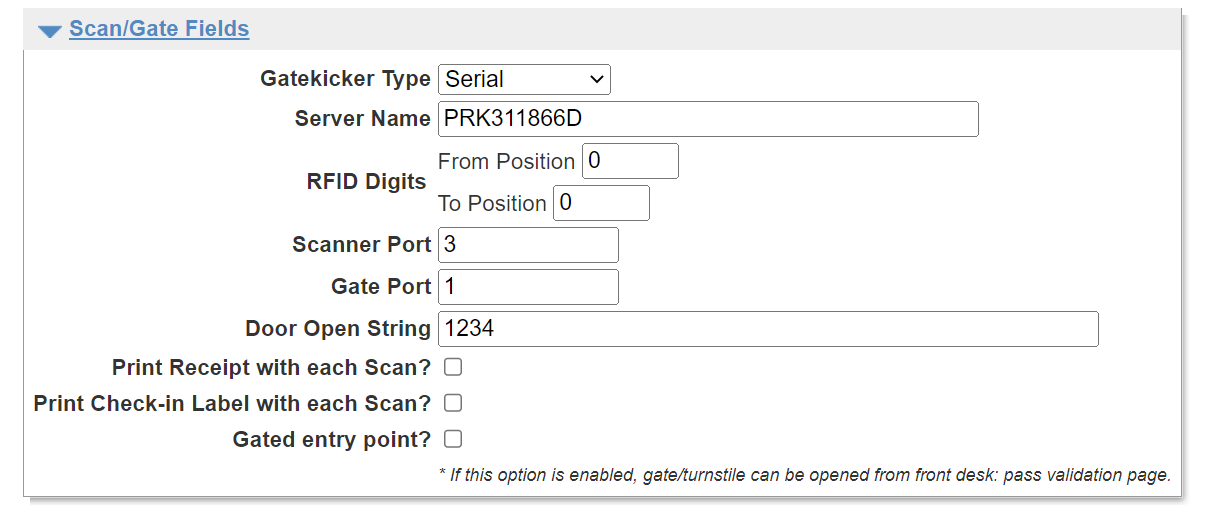 Scan/Gate Fields
Gatekicker Type Serial
Server Name PRK311866D
RFID Digits
From Position 0
To Position 0
Scanner Port 3
Gate Port 1
Door Open String 1234
Print Receipt with each Scan?
Print Check-in Label with each Scan?
Gated entry point?
* If this option is enabled, gate/turnstile can be opened from front desk: pass validation page.